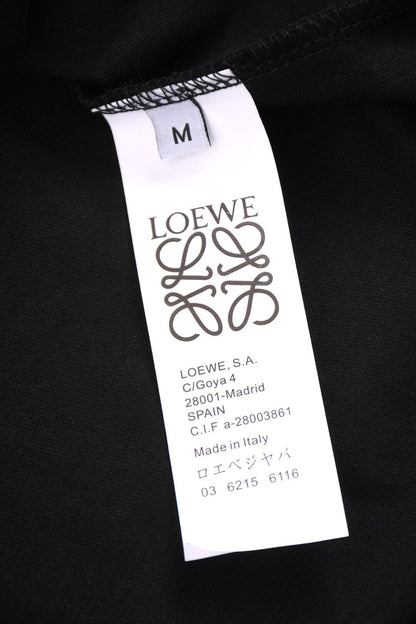 M
LOEWE
LOEWE, S.A.
C/Goya 4
28001-Madrid
SPAIN
C.I.F a-28003861
Made in Italy
ロエベジャパ
03 6215 6116